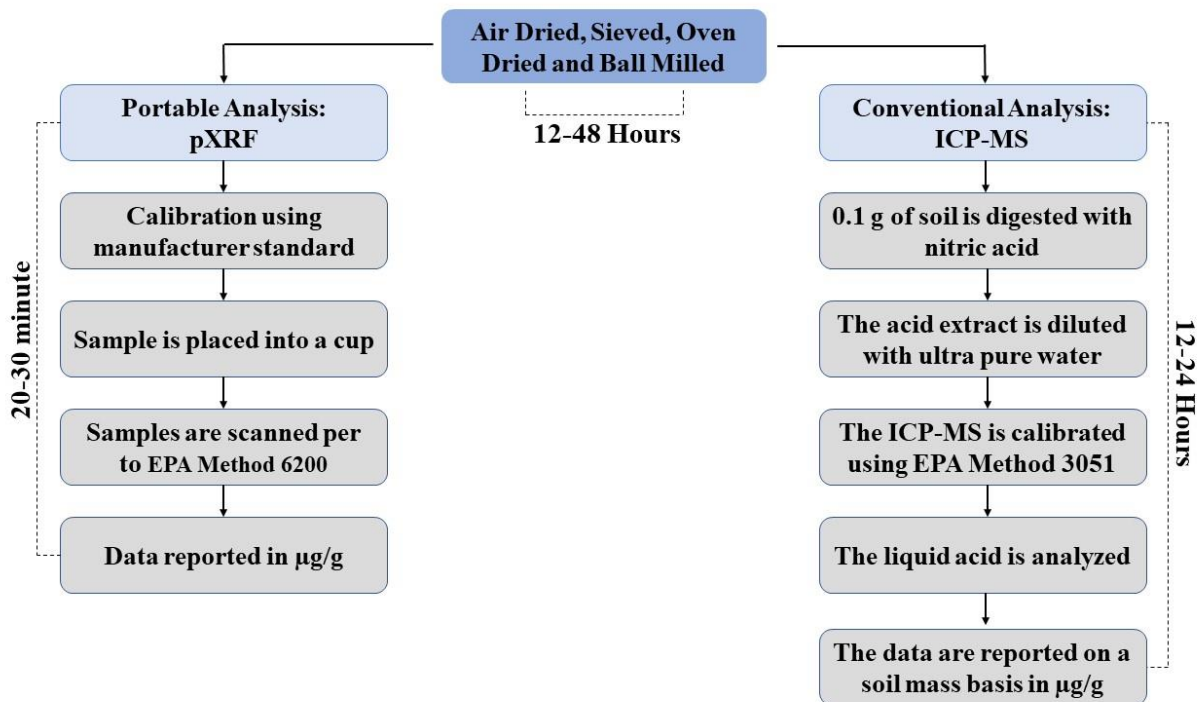 Air Dried, Sieved, Oven
Dried and Ball Milled
12-48 Hours
Portable Analysis:
pXRF
Calibration using
manufacturer standard
Sample is placed into a cup
Samples are scanned per
to EPA Method 6200
Data reported in µg/g
20-30 minute
Conventional Analysis:
ICP-MS
0.1 g of soil is digested with
nitric acid
The acid extract is diluted
with ultra pure water
The ICP-MS is calibrated
using EPA Method 3051
The liquid acid is analyzed
The data are reported on a
soil mass basis in µg/g
12-24 Hours